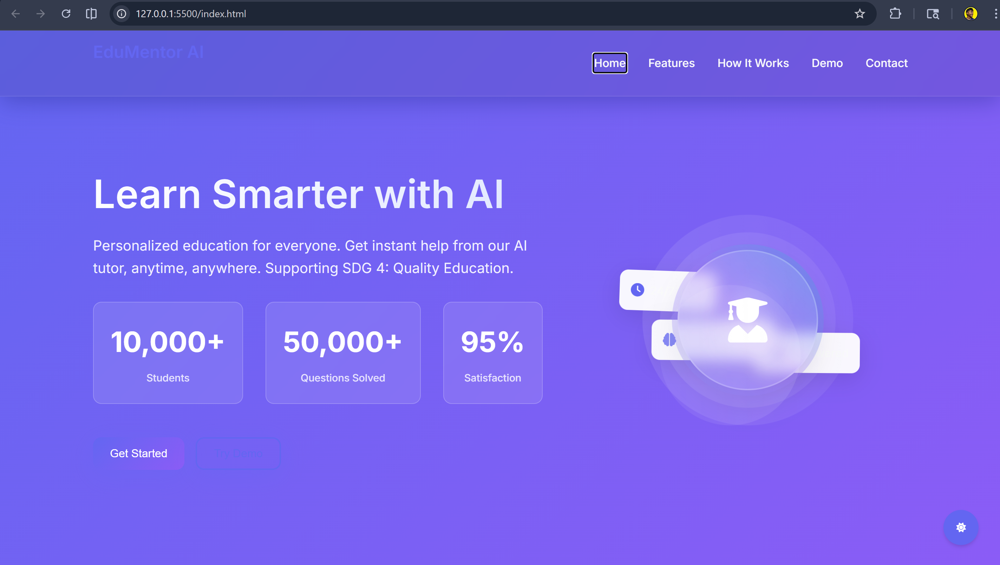 127.0.0.1:5500/index.html
EduMentor AI
Home Features How It Works Demo Contact
Learn Smarter with AI
Personalized education for everyone. Get instant help from our AI
tutor, anytime, anywhere. Supporting SDG 4: Quality Education.
10,000+ 50,000+ 95%
Students Questions Solved Satisfaction
Get Started Try Demo